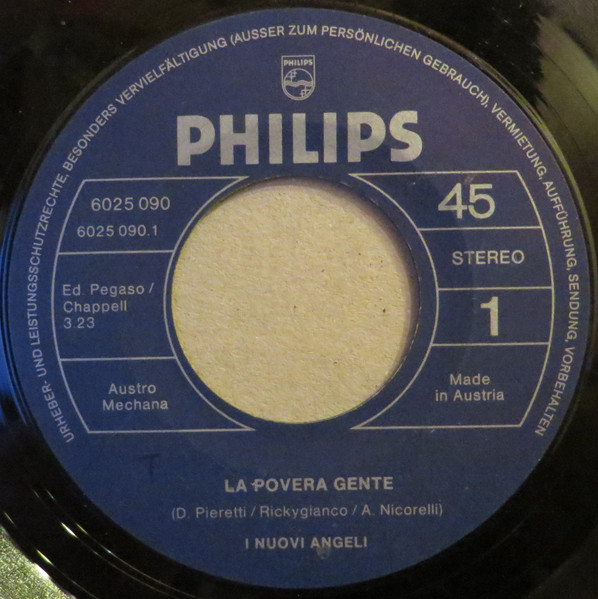 URHEBER- UND LEISTUNGSSCHUTZRECHTE, BESONDERS VERVIELFÄLTIGUNG (AUSSER ZUM PERSÖNLICHEN GEBRAUCH), VERMIETUNG, AUFFÜHRUNG, SENDUNG, VORBEHALTEN
PHILIPS
PHILIPS
6025 090
6025 090.1
45
STEREO
Ed. Pegaso /
Chappell
3.23
1
Austro
Mechana
Made
in Austria
T
LA POVERA GENTE
(D. Pieretti / Rickygianco / A. Nicorelli)
I NUOVI ANGELI